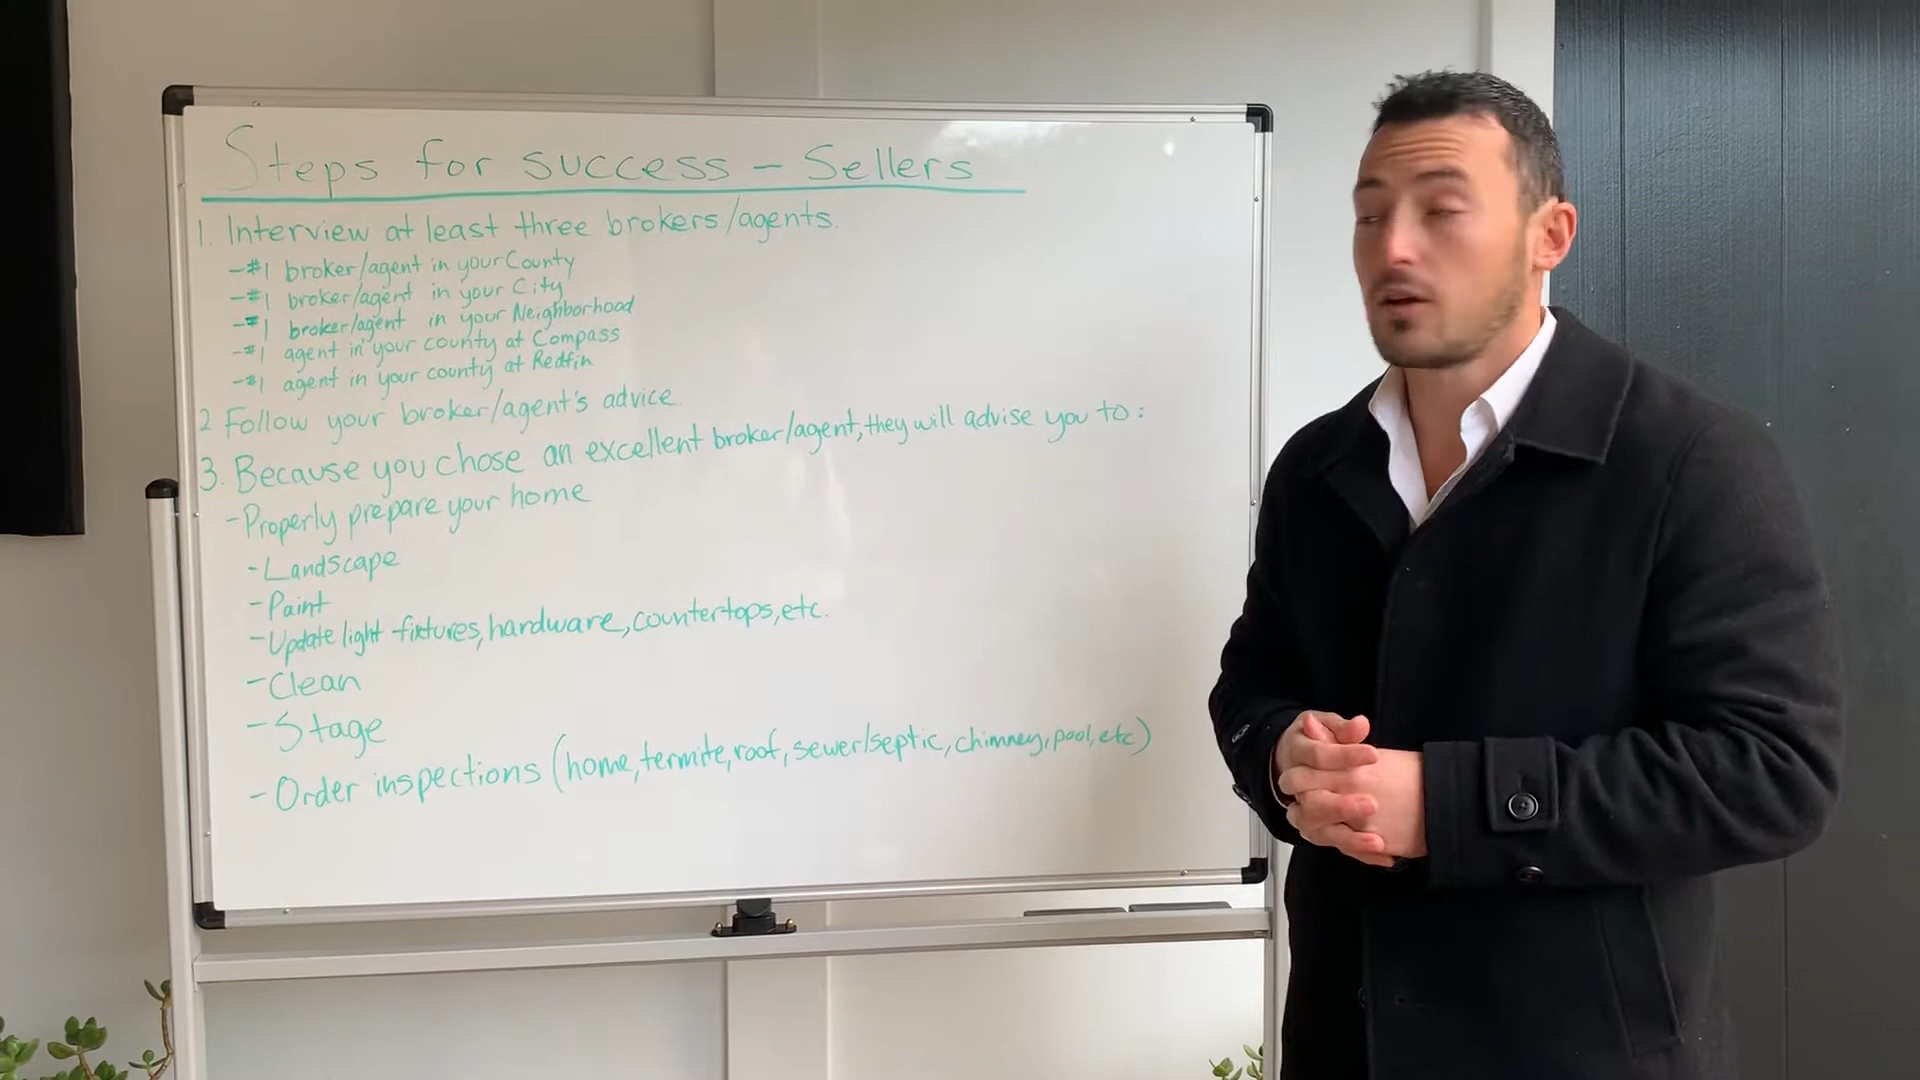 Steps for success - Sellers
1. Interview at least three brokers/agents.
-#1 broker/agent in your County
-#1 broker/agent in your City
-#1 broker/agent in your Neighborhood
-#1 agent in your county at Compass
-#1 agent in your county at Redfin
2 Follow your broker/agent's advice.
3. Because you chose an excellent broker/agent, they will advise you to:
-Properly prepare your home
-Landscape
-Paint
-Update light fixtures, hardware, countertops, etc.
-Clean
-Stage
-Order inspections (home, termite, roof, sewer/septic, chimney, pool, etc)